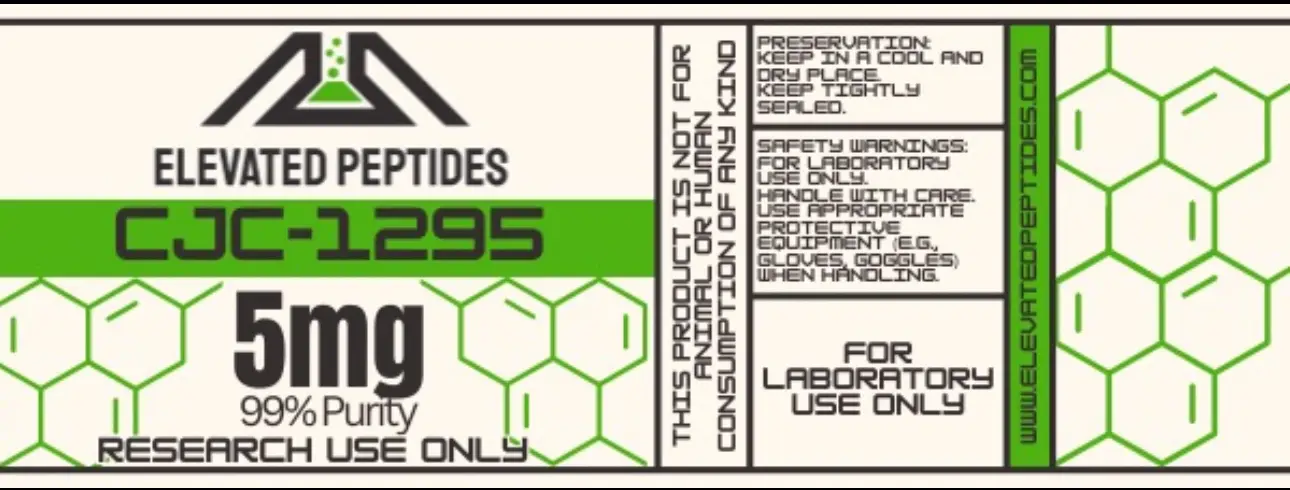 ELEVATED PEPTIDES
CJC-1295
5mg
99% Purity
RESEARCH USE ONLY
THIS PRODUCT IS NOT FOR
ANIMAL OR HUMAN
CONSUMPTION OF ANY KIND
PRESERVATION:
KEEP IN A COOL AND
DRY PLACE.
KEEP TIGHTLY
SEALED.
SAFETY WARNINGS:
FOR LABORATORY
USE ONLY.
HANDLE WITH CARE.
USE APPROPRIATE
PROTECTIVE
EQUIPMENT (E.G.,
GLOVES, GOGGLES)
WHEN HANDLING.
FOR
LABORATORY
USE ONLY
WWW.ELEVATEDPEPTIDES.COM